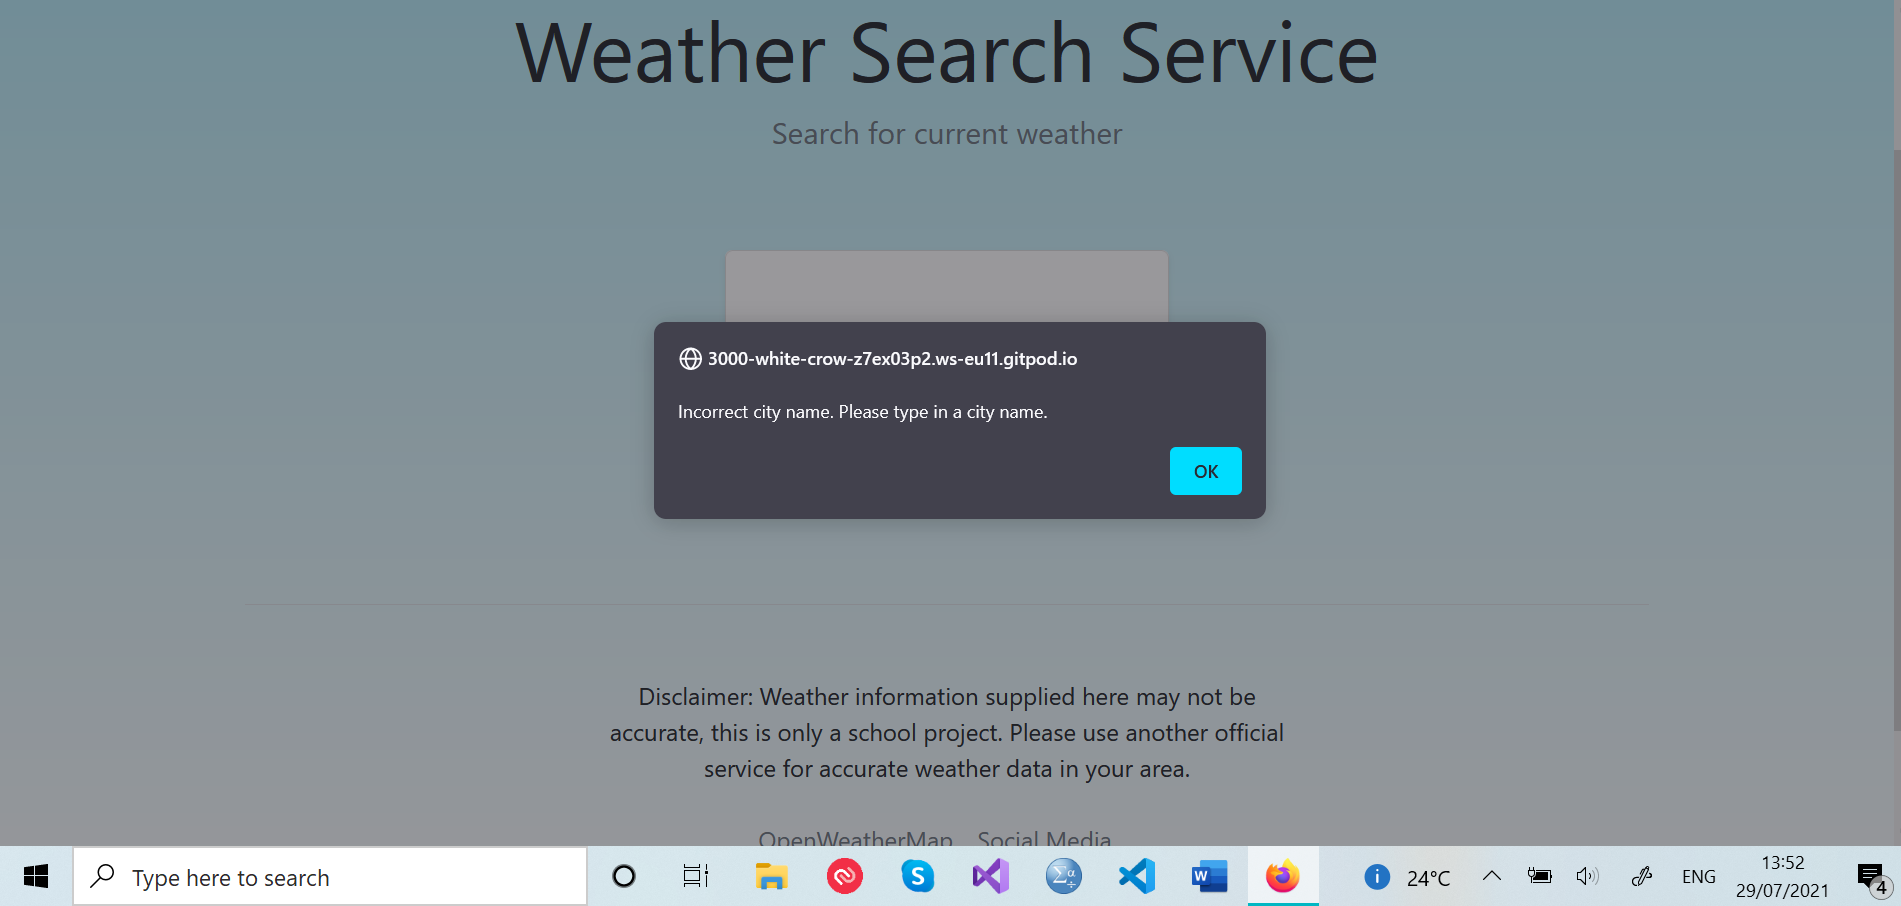 Weather Search Service
Search for current weather
3000-white-crow-z7ex03p2.ws-eu11.gitpod.io
Incorrect city name. Please type in a city name.
OK
Disclaimer: Weather information supplied here may not be
accurate, this is only a school project. Please use another official
service for accurate weather data in your area.
OpenWeatherMap Social Media
Type here to search
24°C
ENG
13:52
29/07/2021
4